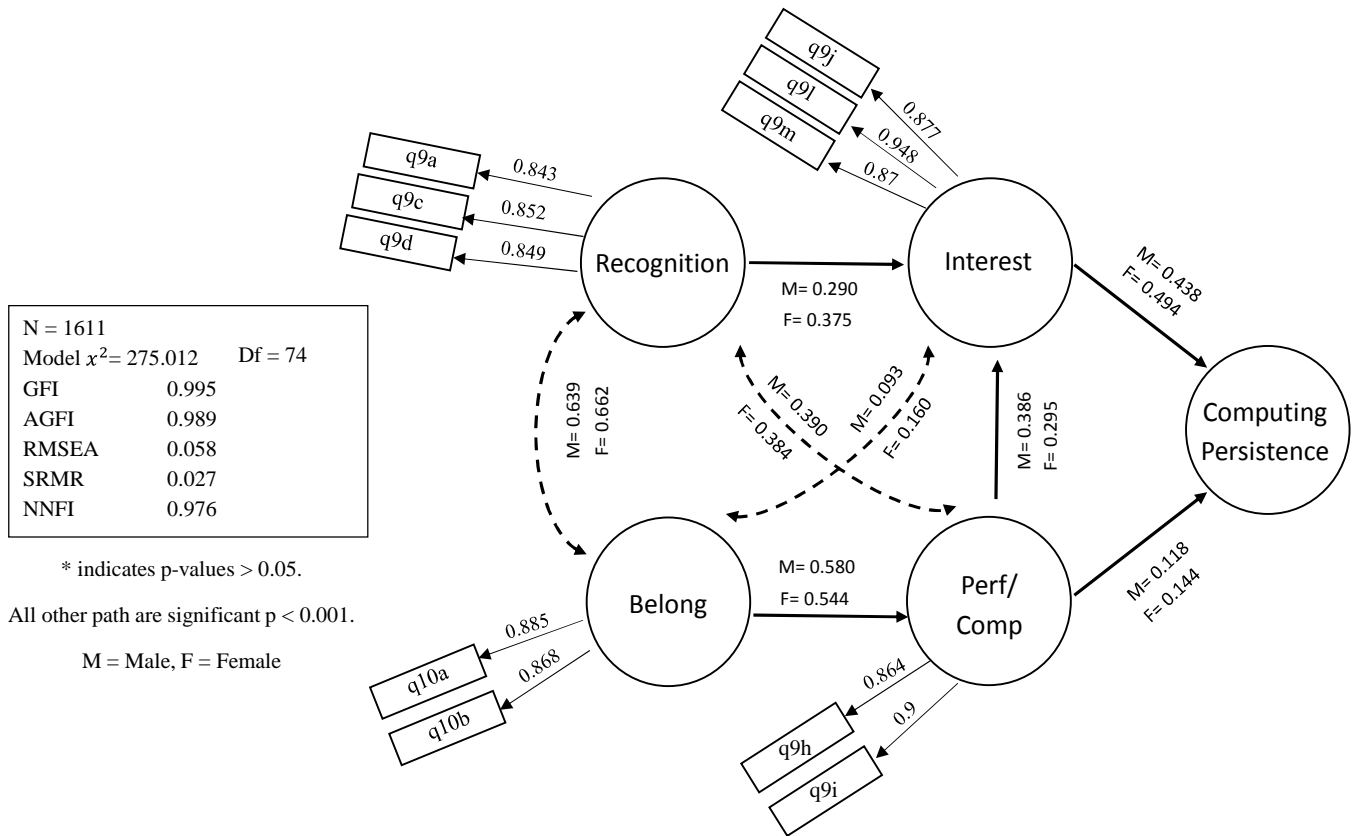 q9j
q9l
q9m
0.877
0.948
0.87
q9a
q9c
q9d
0.843
0.852
0.849
Recognition
Interest
M= 0.290
F= 0.375
M= 0.438
F= 0.494
N = 1611
Model x²= 275.012 Df = 74
GFI 0.995
AGFI 0.989
RMSEA 0.058
SRMR 0.027
NNFI 0.976
* indicates p-values > 0.05.
All other path are significant p < 0.001.
M = Male, F = Female
M= 0.639
F= 0.662
M= 0.390
F= 0.384
M= 0.093
F= 0.160
M= 0.386
F= 0.295
Computing
Persistence
Belong
M= 0.580
F= 0.544
Perf/
Comp
M= 0.118
F= 0.144
0.885
0.868
q10a
q10b
0.864
0.9
q9h
q9i